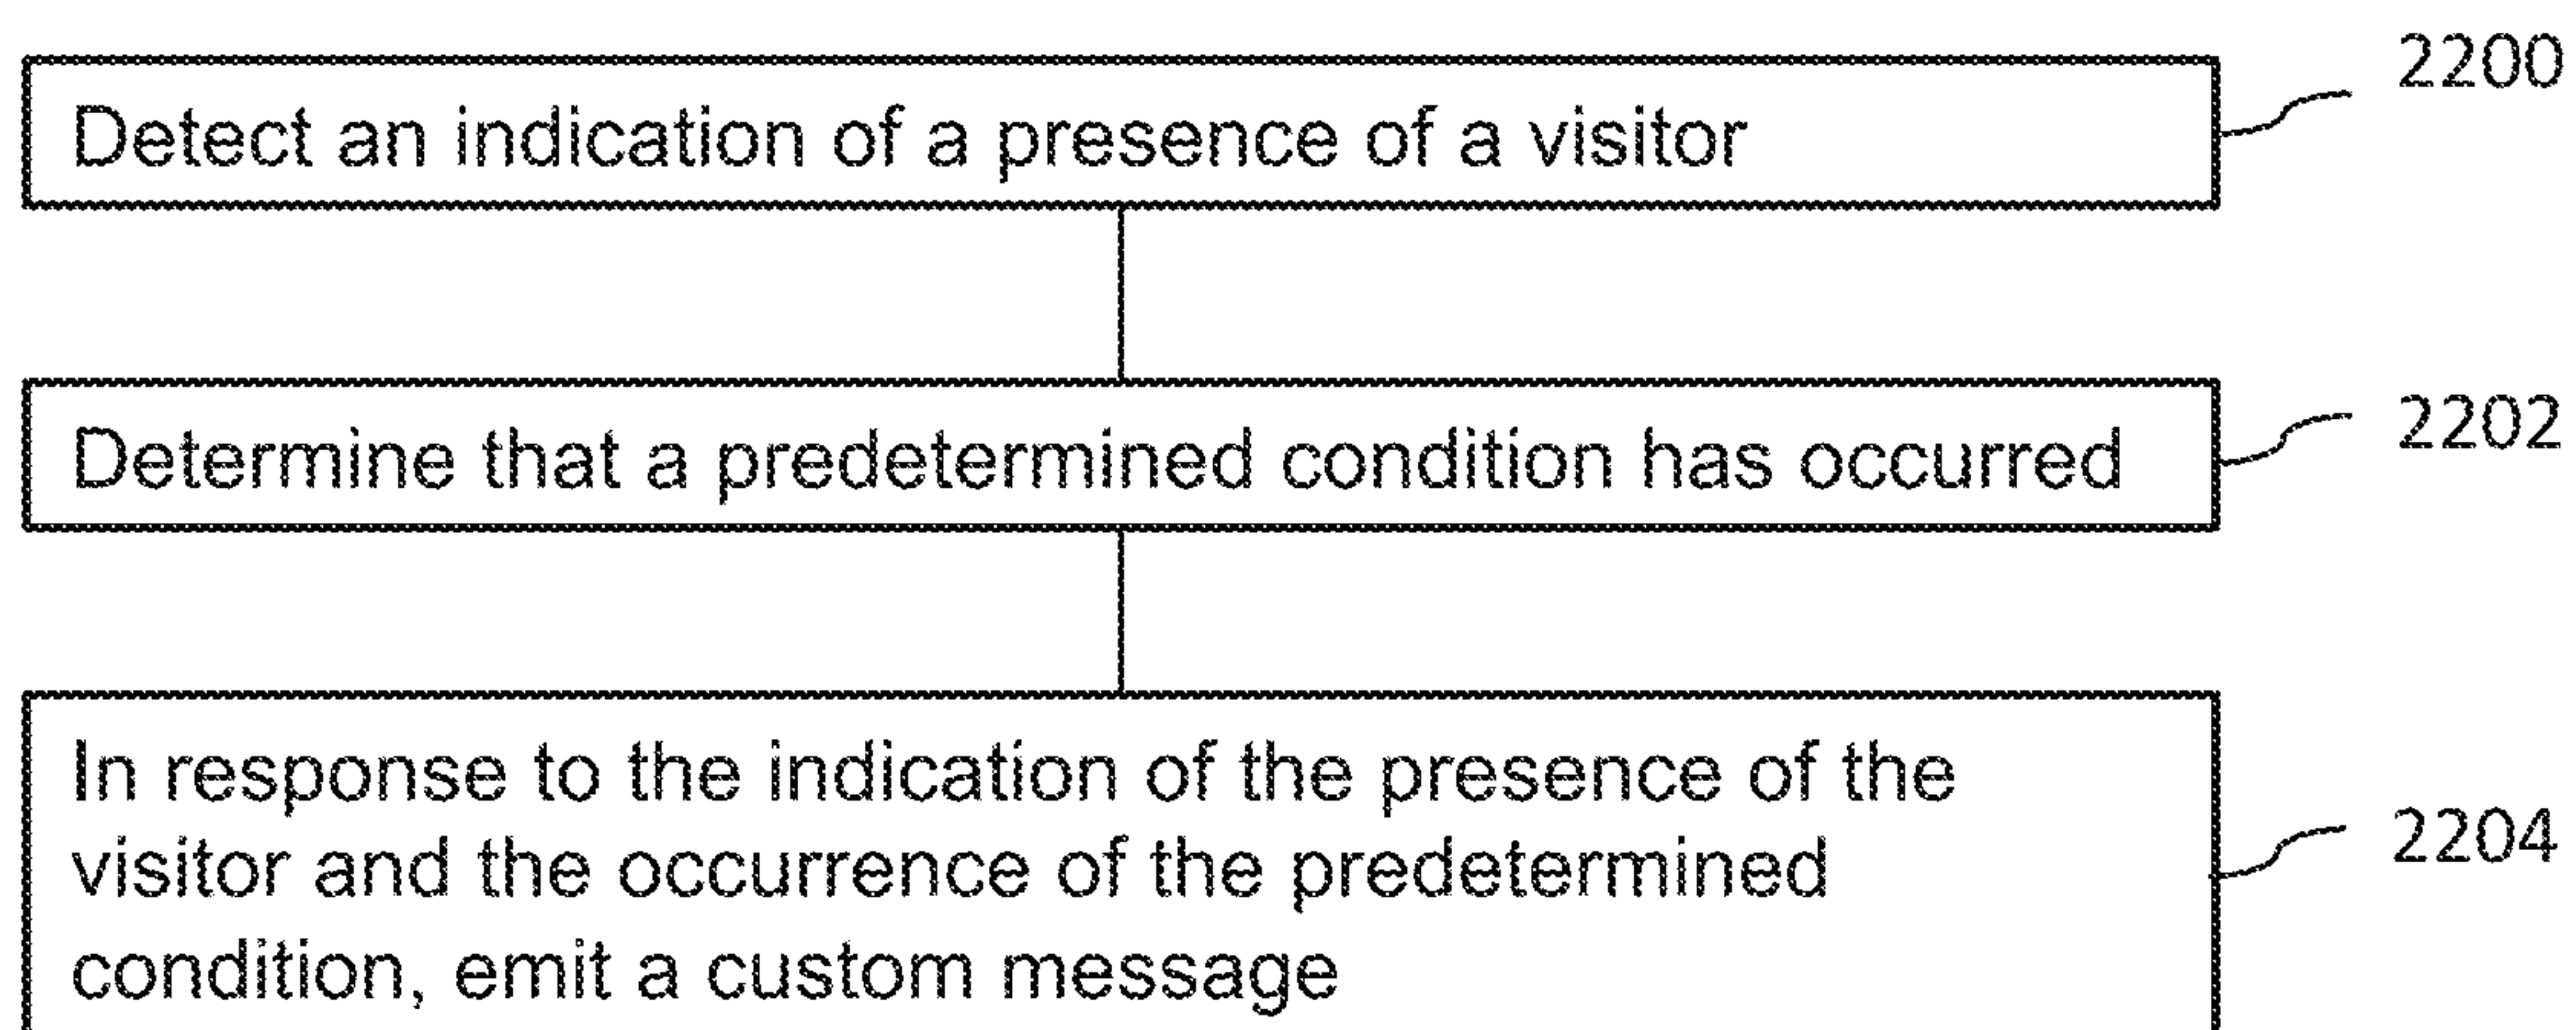 2200
Detect an indication of a presence of a visitor
2202
Determine that a predetermined condition has occurred
In response to the indication of the presence of the
visitor and the occurrence of the predetermined
2204
condition, emit a custom message